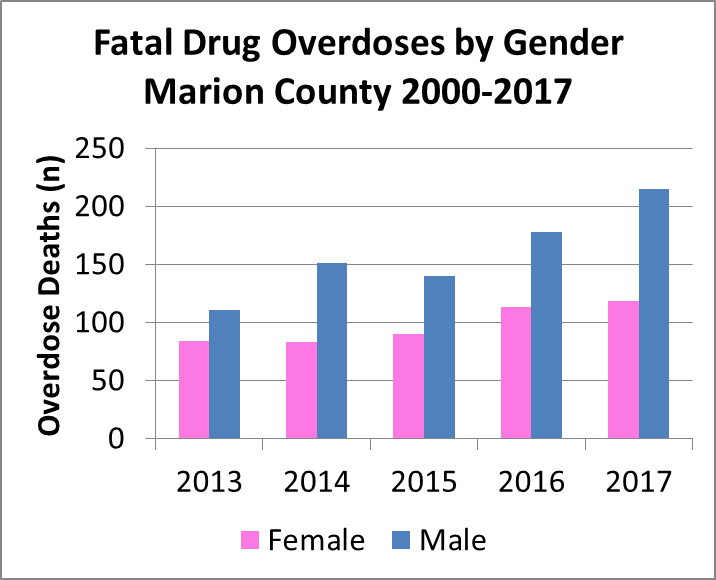 Fatal Drug Overdoses by Gender
Marion County 2000-2017
Overdose Deaths (n)
250
200
150
100
50
0
2013 2014 2015 2016 2017
Female Male